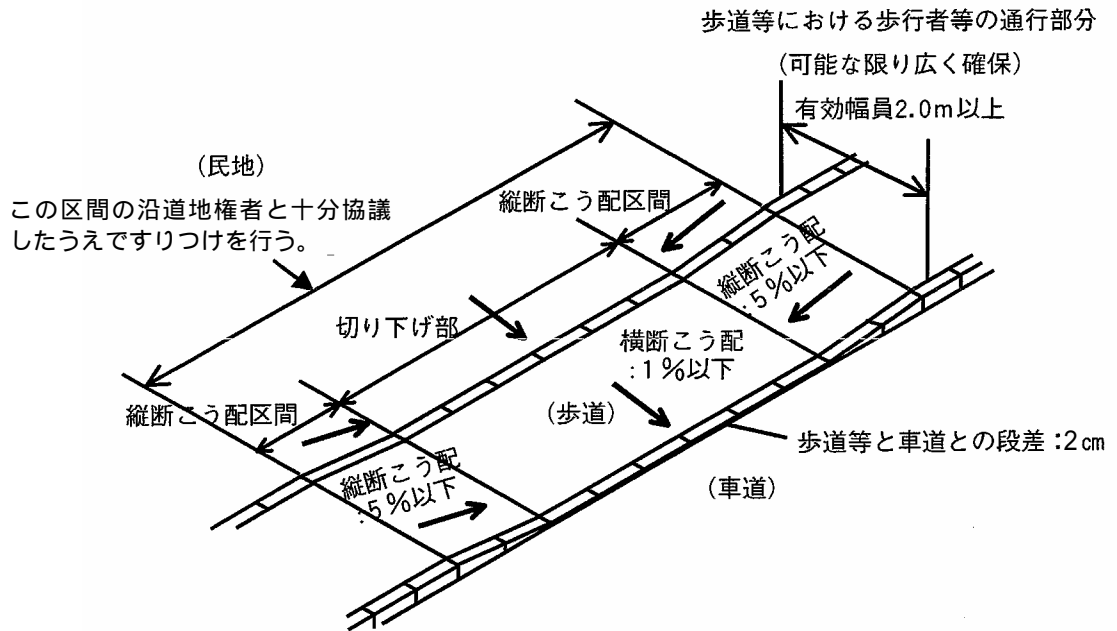 歩道等における歩行者等の通行部分
(可能な限り広く確保)
有効幅員2.0m以上
(民地)
この区間の沿道地権者と十分協議
したうえですりつけを行う。
縦断こう配区間
縦断こう配
:5%以下
切り下げ部
横断こう配
:1%以下
縦断こう配区間
(歩道)
歩道等と車道との段差:2cm
縦断こう配
:5%以下
(車道)